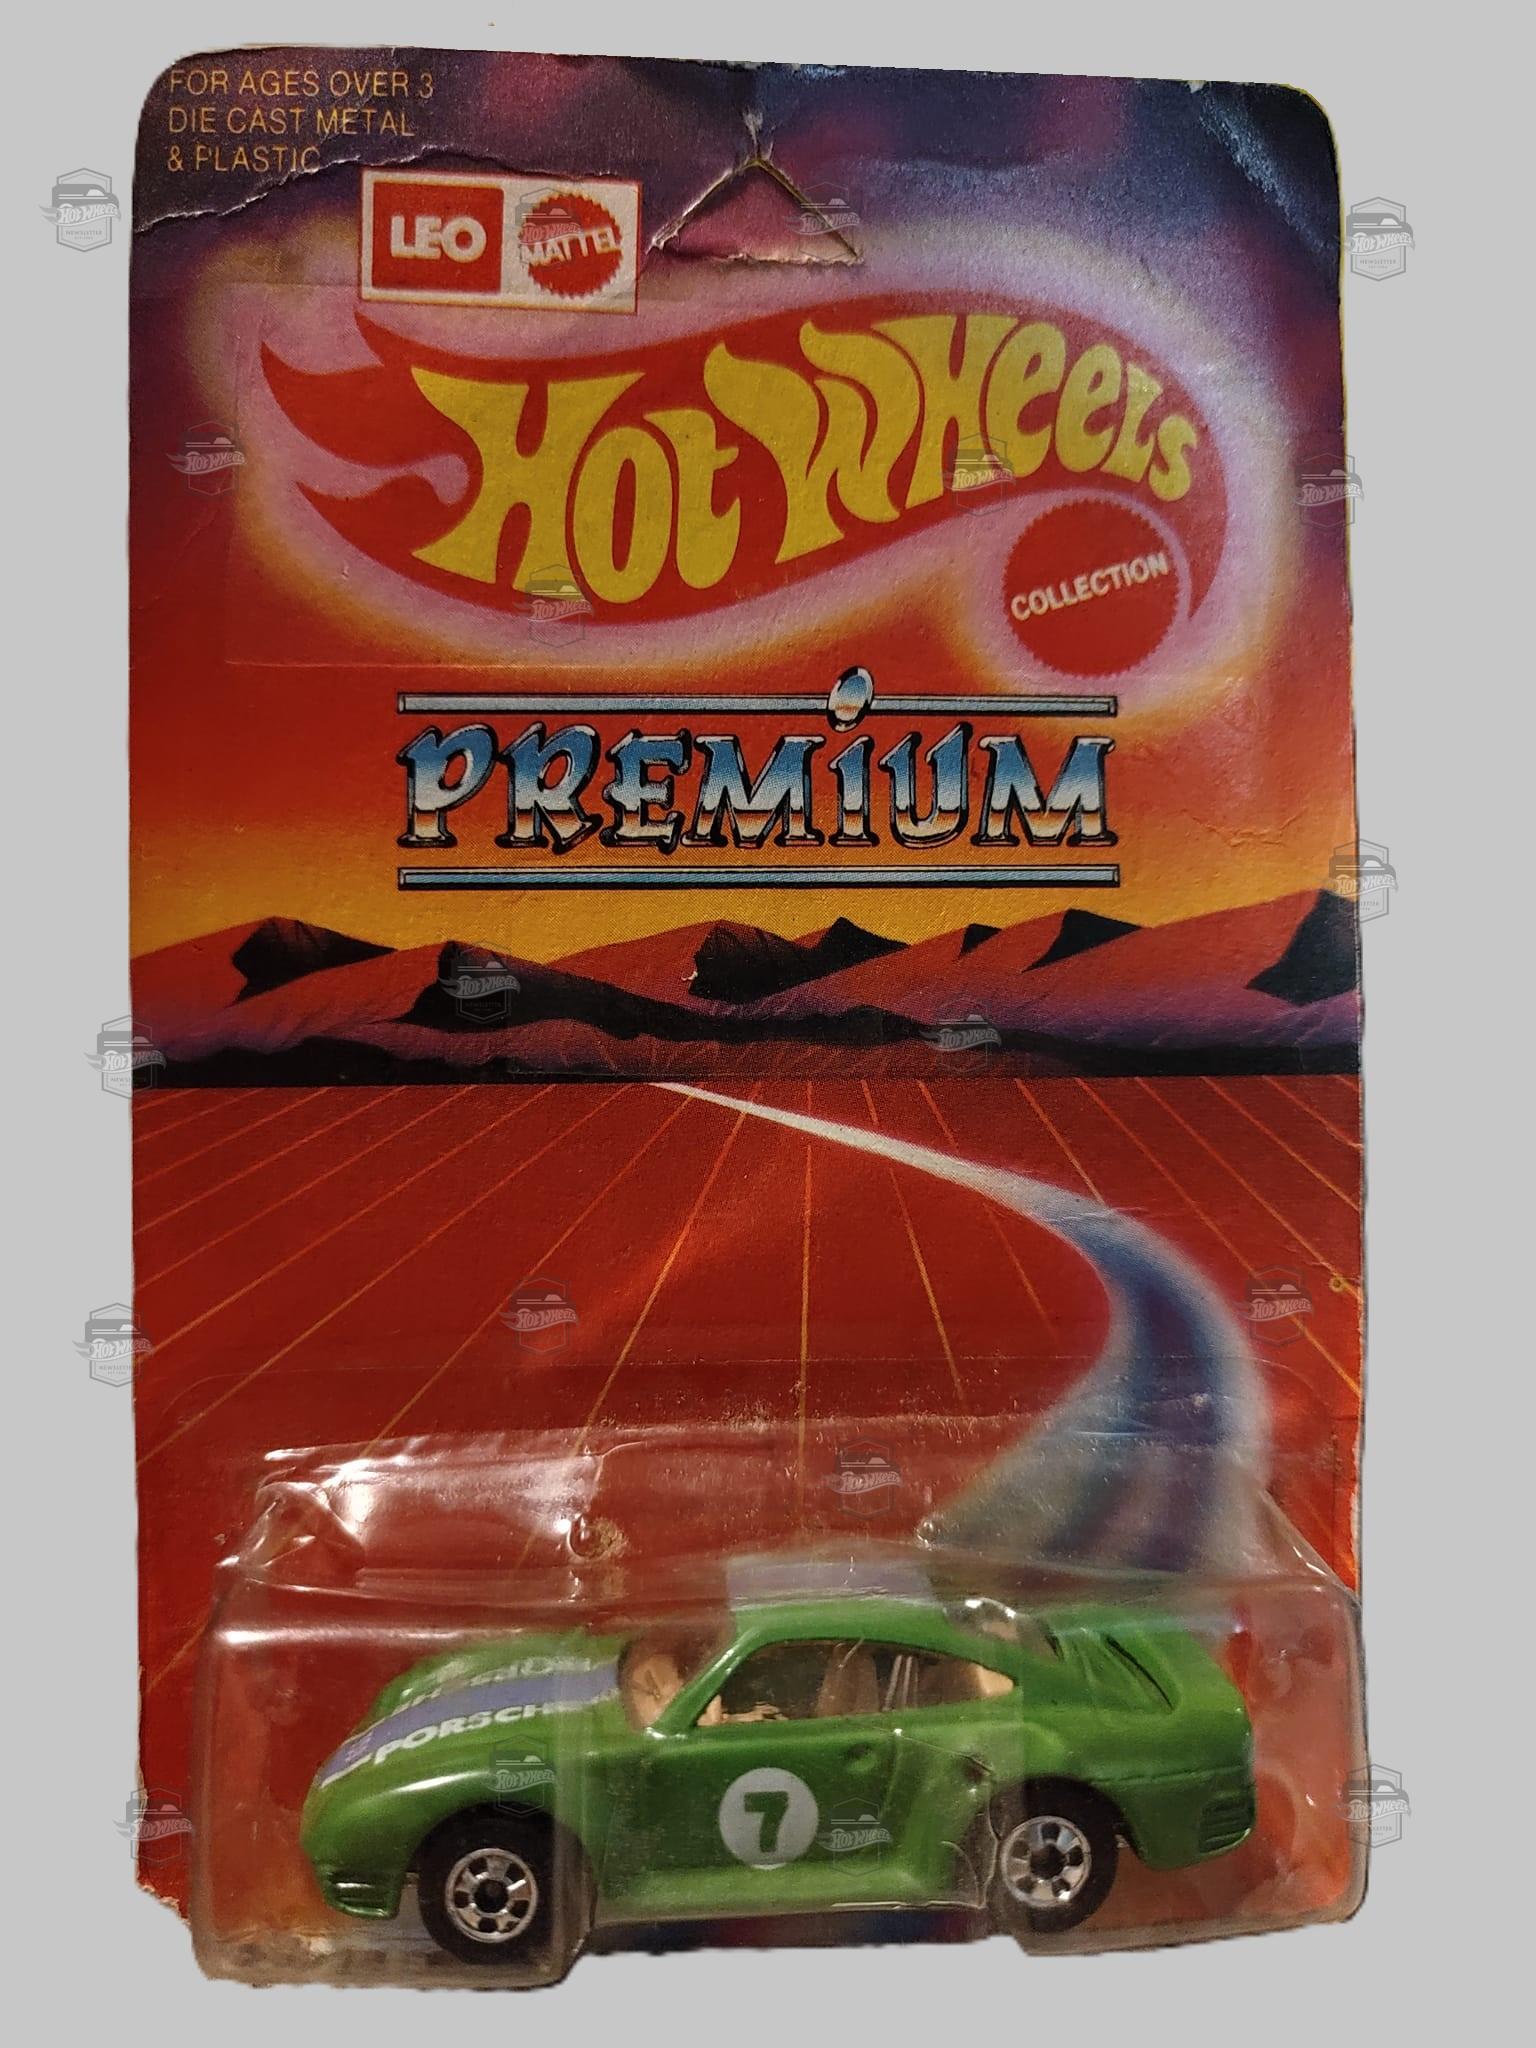 FOR AGES OVER 3
DIE CAST METAL
& PLASTIC
LEO
MATTEL
Hot Wheels
COLLECTION
PREMiUM
PORSCHE
7